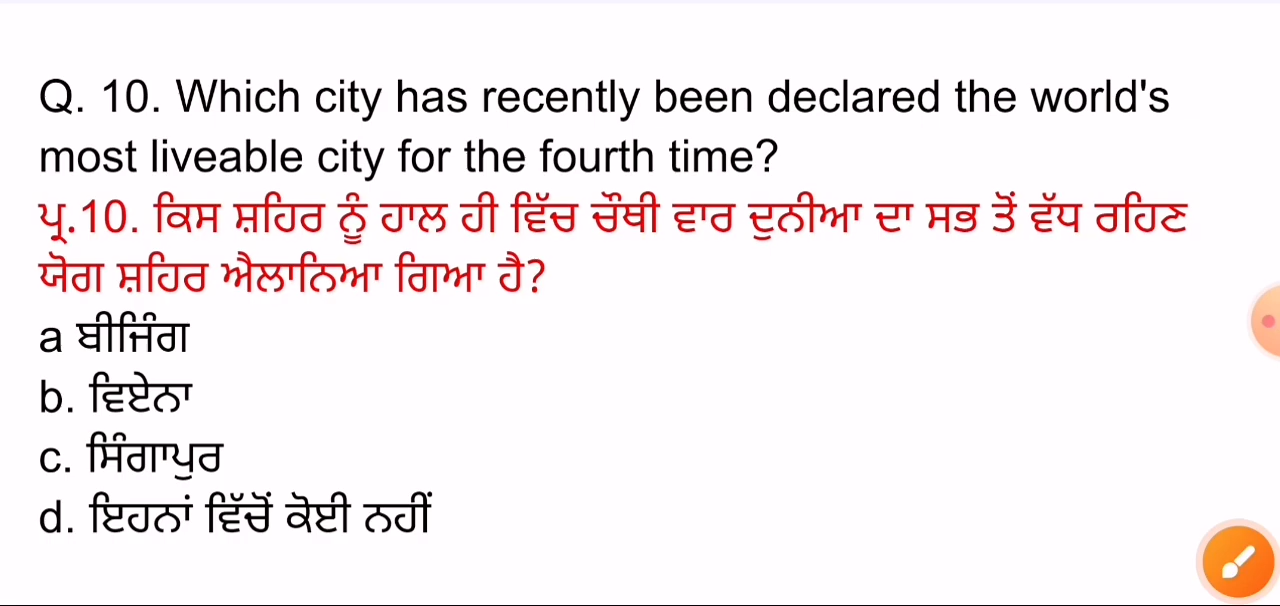 Q. 10. Which city has recently been declared the world's
most liveable city for the fourth time?
ਪ੍ਰ.10. ਕਿਸ ਸ਼ਹਿਰ ਨੂੰ ਹਾਲ ਹੀ ਵਿੱਚ ਚੌਥੀ ਵਾਰ ਦੁਨੀਆ ਦਾ ਸਭ ਤੋਂ ਵੱਧ ਰਹਿਣ
ਯੋਗ ਸ਼ਹਿਰ ਐਲਾਨਿਆ ਗਿਆ ਹੈ?
a ਬੀਜਿੰਗ
b. ਵਿਏਨਾ
c. ਸਿੰਗਾਪੁਰ
d. ਇਹਨਾਂ ਵਿੱਚੋਂ ਕੋਈ ਨਹੀਂ